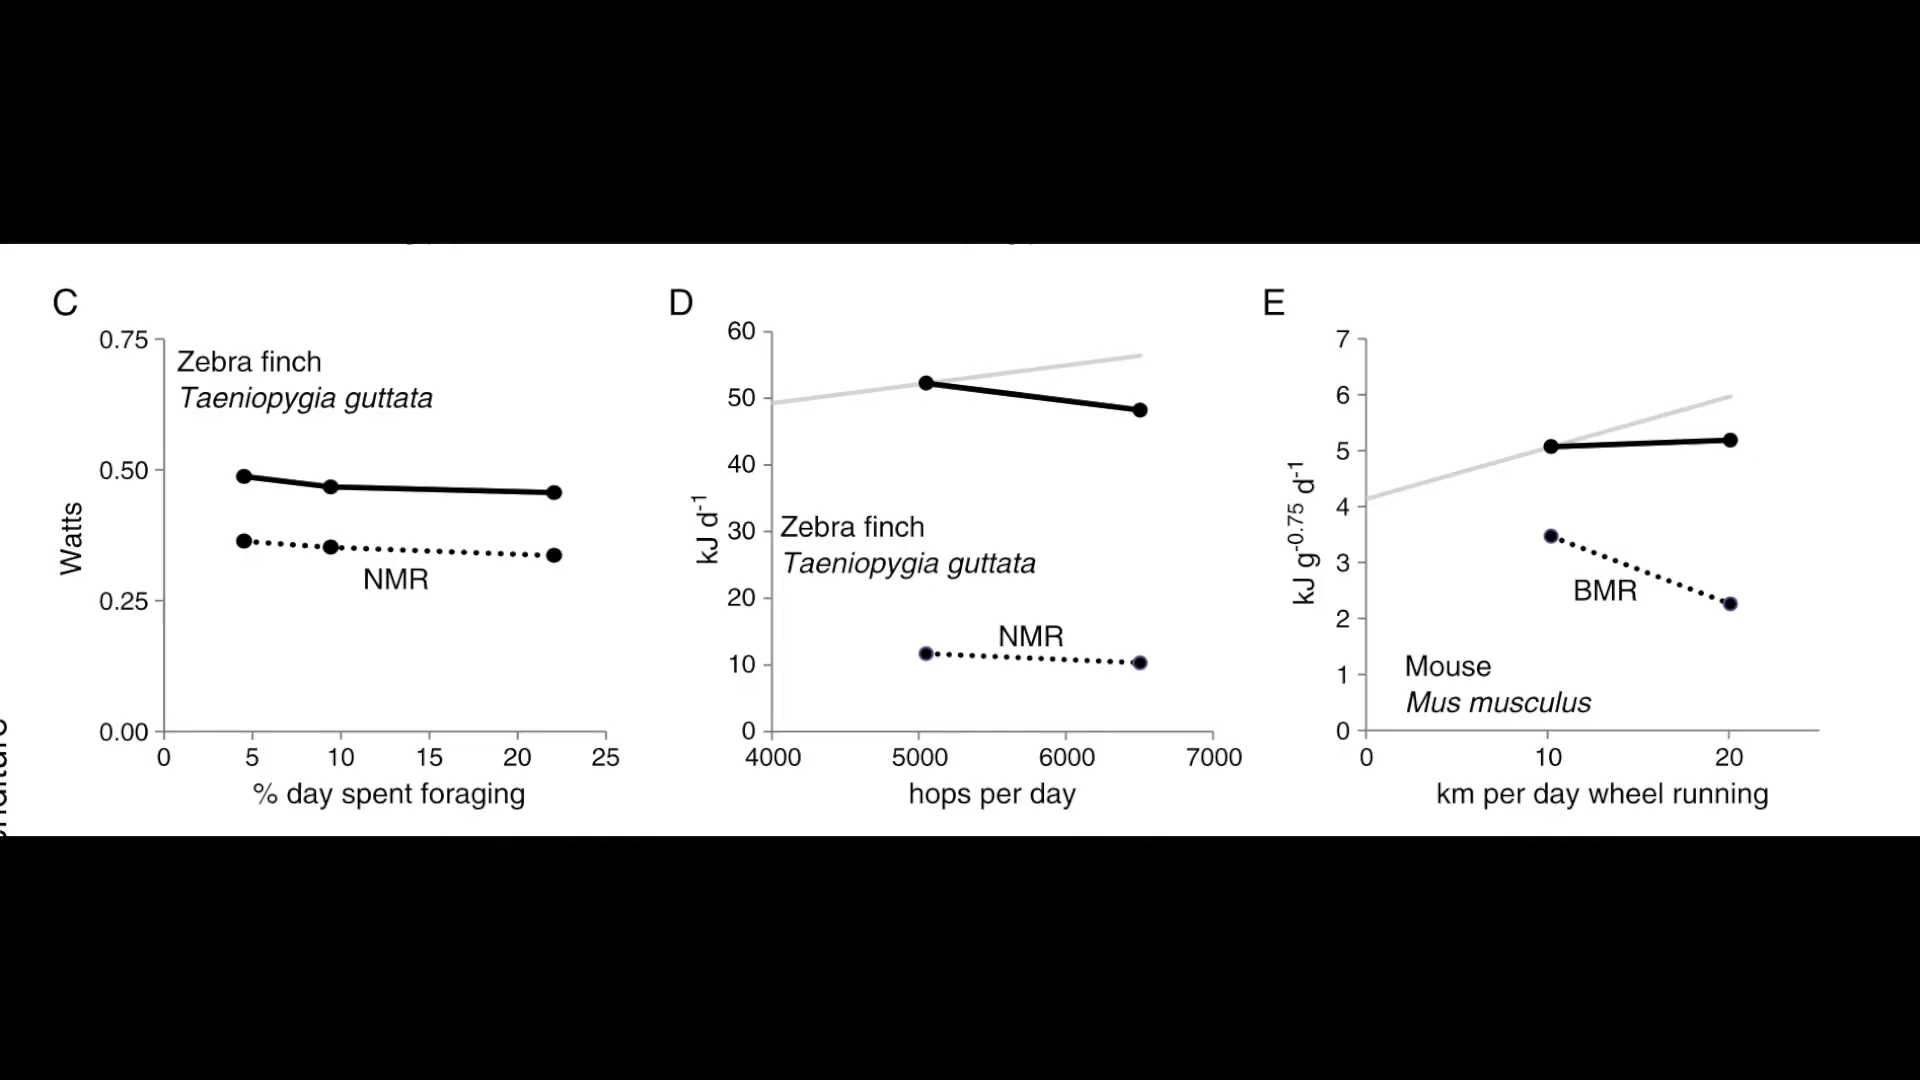 C
0.75
0.50
0.25
0.00
Watts
Zebra finch
Taeniopygia guttata
NMR
0 5 10 15 20 25
% day spent foraging
D
60
50
40
30
20
10
0
kJ d-1
Zebra finch
Taeniopygia guttata
NMR
4000 5000 6000 7000
hops per day
E
7
6
5
4
3
2
1
0
kJ g-0.75 d-1
BMR
Mouse
Mus musculus
0 10 20
km per day wheel running